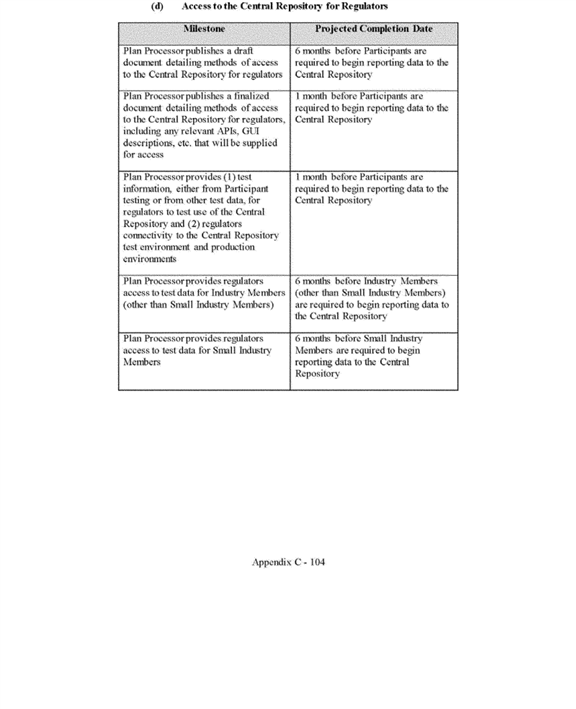 (d) Access to the Central Repository for Regulators
Milestone
Projected Completion Date
Plan Processor publishes a draft
document detailing methods of access
to the Central Repository for regulators
6 months before Participants are
required to begin reporting data to the
Central Repository
Plan Processor publishes a finalized
document detailing methods of access
to the Central Repository for regulators,
including any relevant APIs, GUI
descriptions, etc. that will be supplied
for access
1 month before Participants are
required to begin reporting data to the
Central Repository
Plan Processor provides (1) test
information, either from Participant
testing or from other test data, for
regulators to test use of the Central
Repository and (2) regulators
connectivity to the Central Repository
test environment and production
environments
1 month before Participants are
required to begin reporting data to the
Central Repository
Plan Processor provides regulators
access to test data for Industry Members
(other than Small Industry Members)
6 months before Industry Members
(other than Small Industry Members)
are required to begin reporting data to
the Central Repository
Plan Processor provides regulators
access to test data for Small Industry
Members
6 months before Small Industry
Members are required to begin
reporting data to the Central
Repository
Appendix C - 104